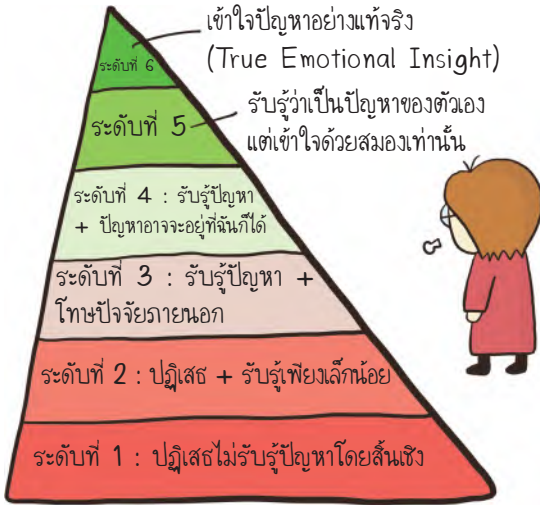 เข้าใจปัญหาอย่างแท้จริง
(True Emotional Insight)
ระดับที่ 6
รับรู้ว่าเป็นปัญหาของตัวเอง
แต่เข้าใจด้วยสมองเท่านั้น
ระดับที่ 5
ระดับที่ 4 : รับรู้ปัญหา
+ ปัญหาอาจจะอยู่ที่ฉันก็ได้
ระดับที่ 3 : รับรู้ปัญหา +
โทษปัจจัยภายนอก
ระดับที่ 2 : ปฏิเสธ + รับรู้เพียงเล็กน้อย
ระดับที่ 1 : ปฏิเสธไม่รับรู้ปัญหาโดยสิ้นเชิง